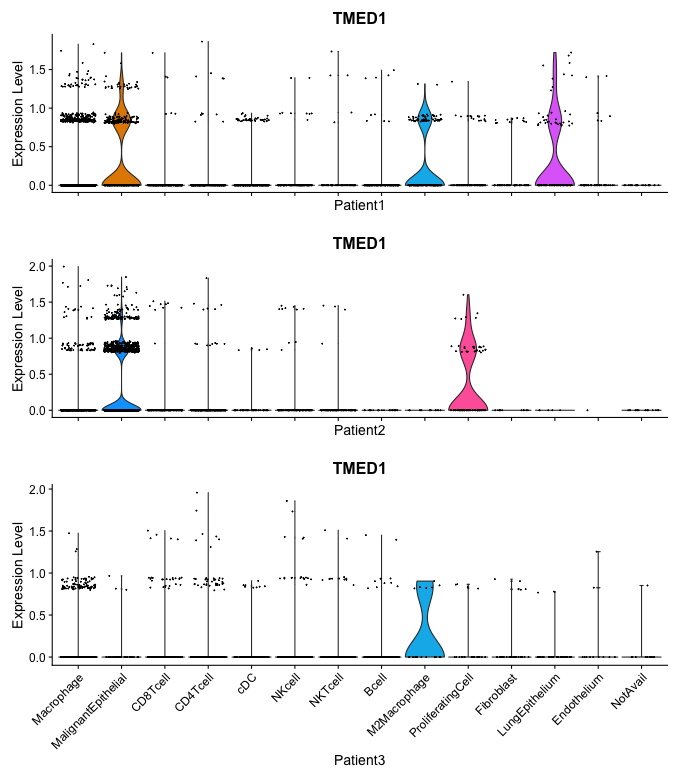 TMED1
Expression Level
1.5
1.0
0.5
0.0
Patient1
TMED1
Expression Level
2.0
1.5
1.0
0.5
0.0
Patient2
TMED1
Expression Level
2.0
1.5
1.0
0.5
0.0
Macrophage
MalignantEpithelial
CD8Tcell
CD4Tcell
cDC
NKcell
NKTcell
Bcell
M2Macrophage
ProliferatingCell
Fibroblast
LungEpithelium
Endothelium
NotAvail
Patient3